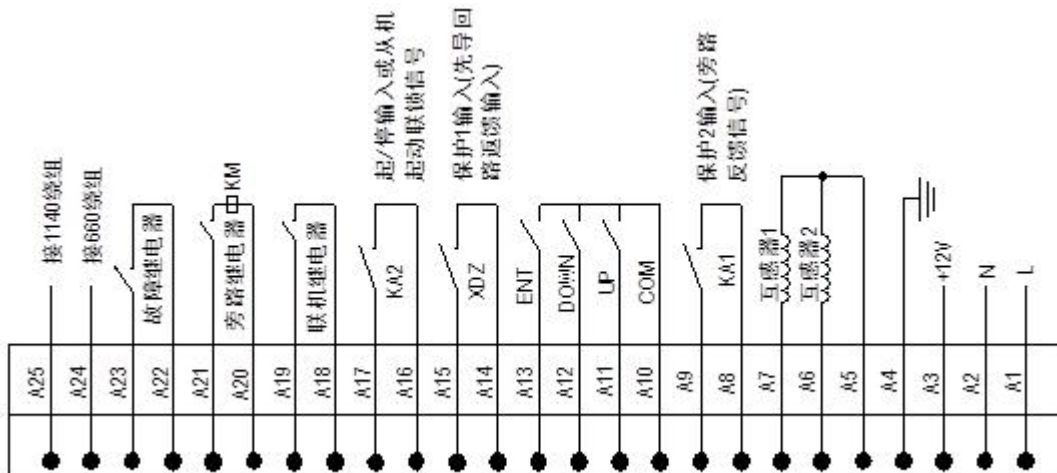 接1140绕组
接660绕组
故障继电器
KM
旁路继电器
联机继电器
起/停输入或从机
起动联锁信号
KA2
保护1输入(先导回
路返馈输入)
XDZ
ENT
DOWN
UP
COM
保护2输入(旁路
反馈信号)
KA1
互感器1
互感器2
+12V
N
L
A25
A24
A23
A22
A21
A20
A19
A18
A17
A16
A15
A14
A13
A12
A11
A10
A9
A8
A7
A6
A5
A4
A3
A2
A1